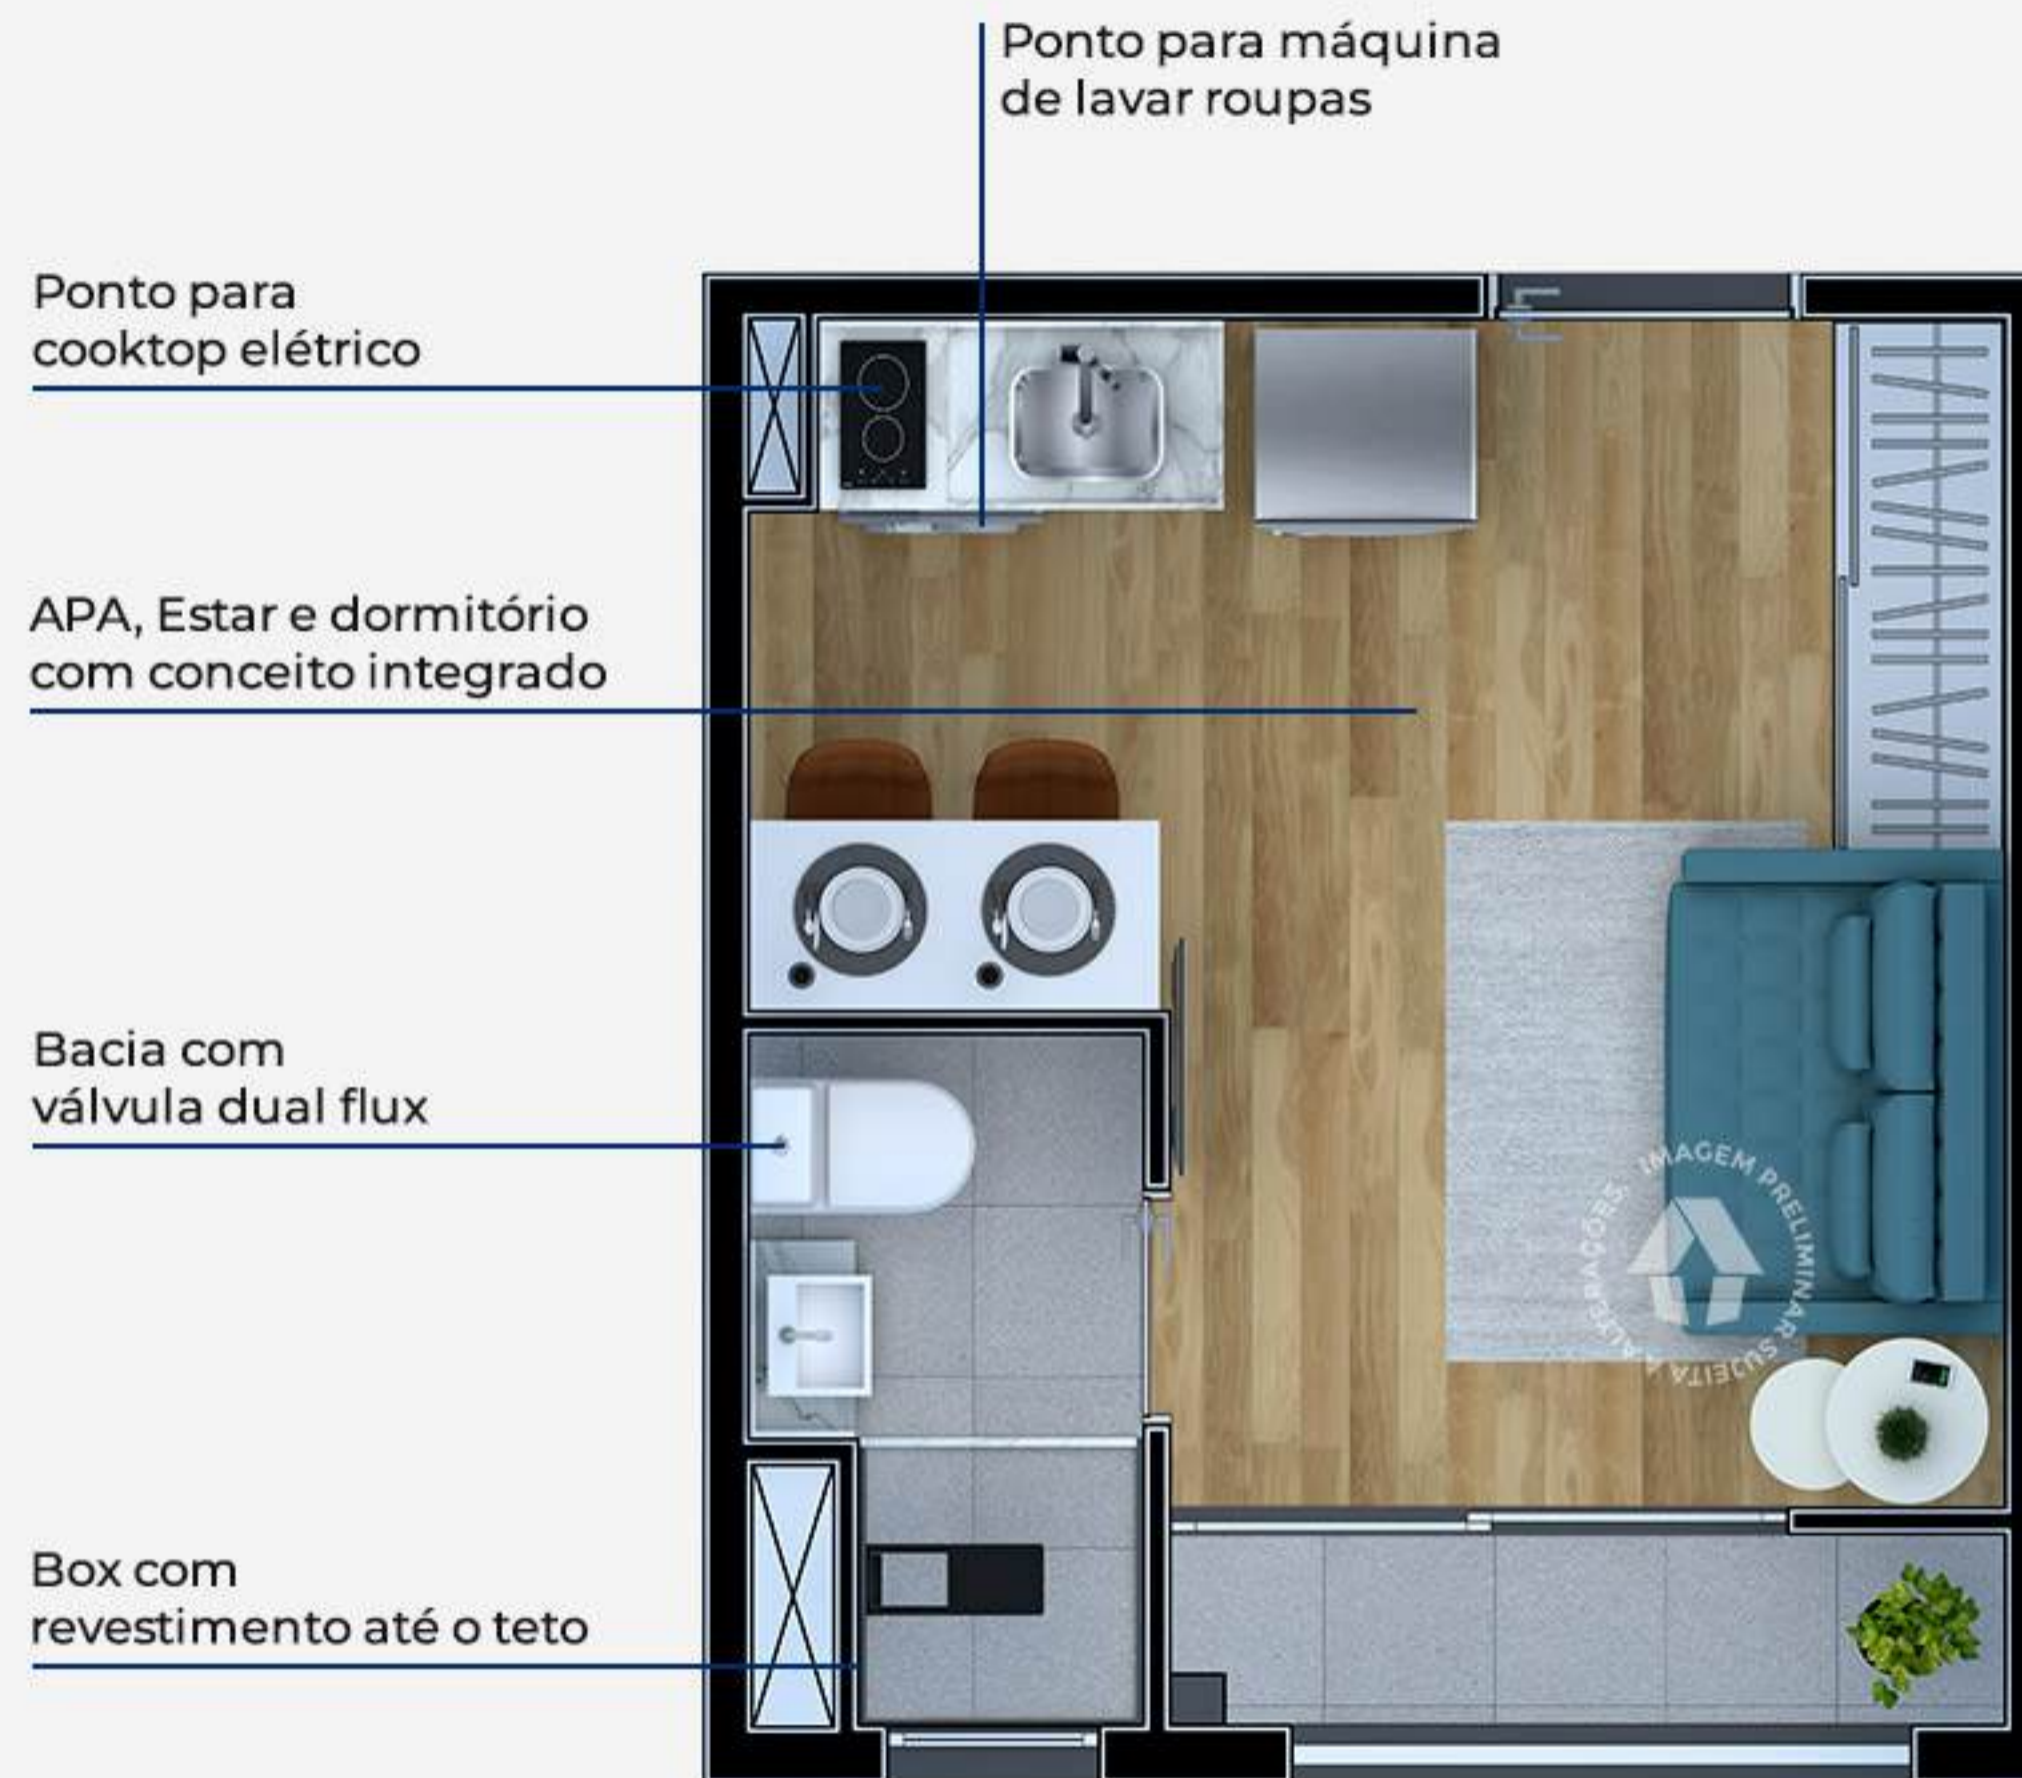 Ponto para máquina
de lavar roupas
Ponto para
cooktop elétrico
APA, Estar e dormitório
com conceito integrado
Bacia com
válvula dual flux
IMAGEM PRELIMINAR SUJEITA A ALTERAÇÕES.
Box com
revestimento até o teto